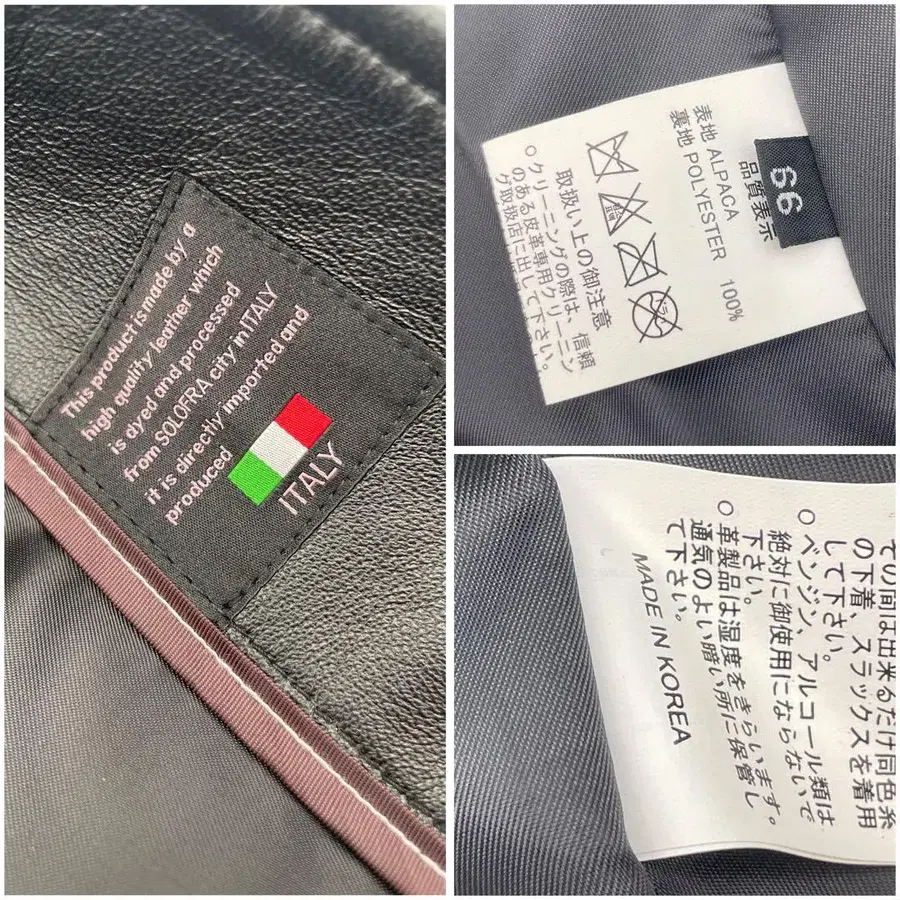 This product is made by a
high quality leather which
is dyed and processed
from SOLOFRA city in ITALY
it is directly imported and
produced
ITALY
66
品質表示
表地 ALPACA
裏地 POLYESTER 100%
ドライ
取扱い上の御注意
○クリーニングの際は、信頼
のある皮革専用クリーニン
グ取扱店に出して下さい。
その間は出来るだけ同色系
の下着、スラックスを着用
して下さい。
○ベンジン、アルコール類は
絶対に御使用にならないで
下さい。
○革製品は湿度をきらいます。
通気のよい暗い所に保管し
て下さい。
MADE IN KOREA